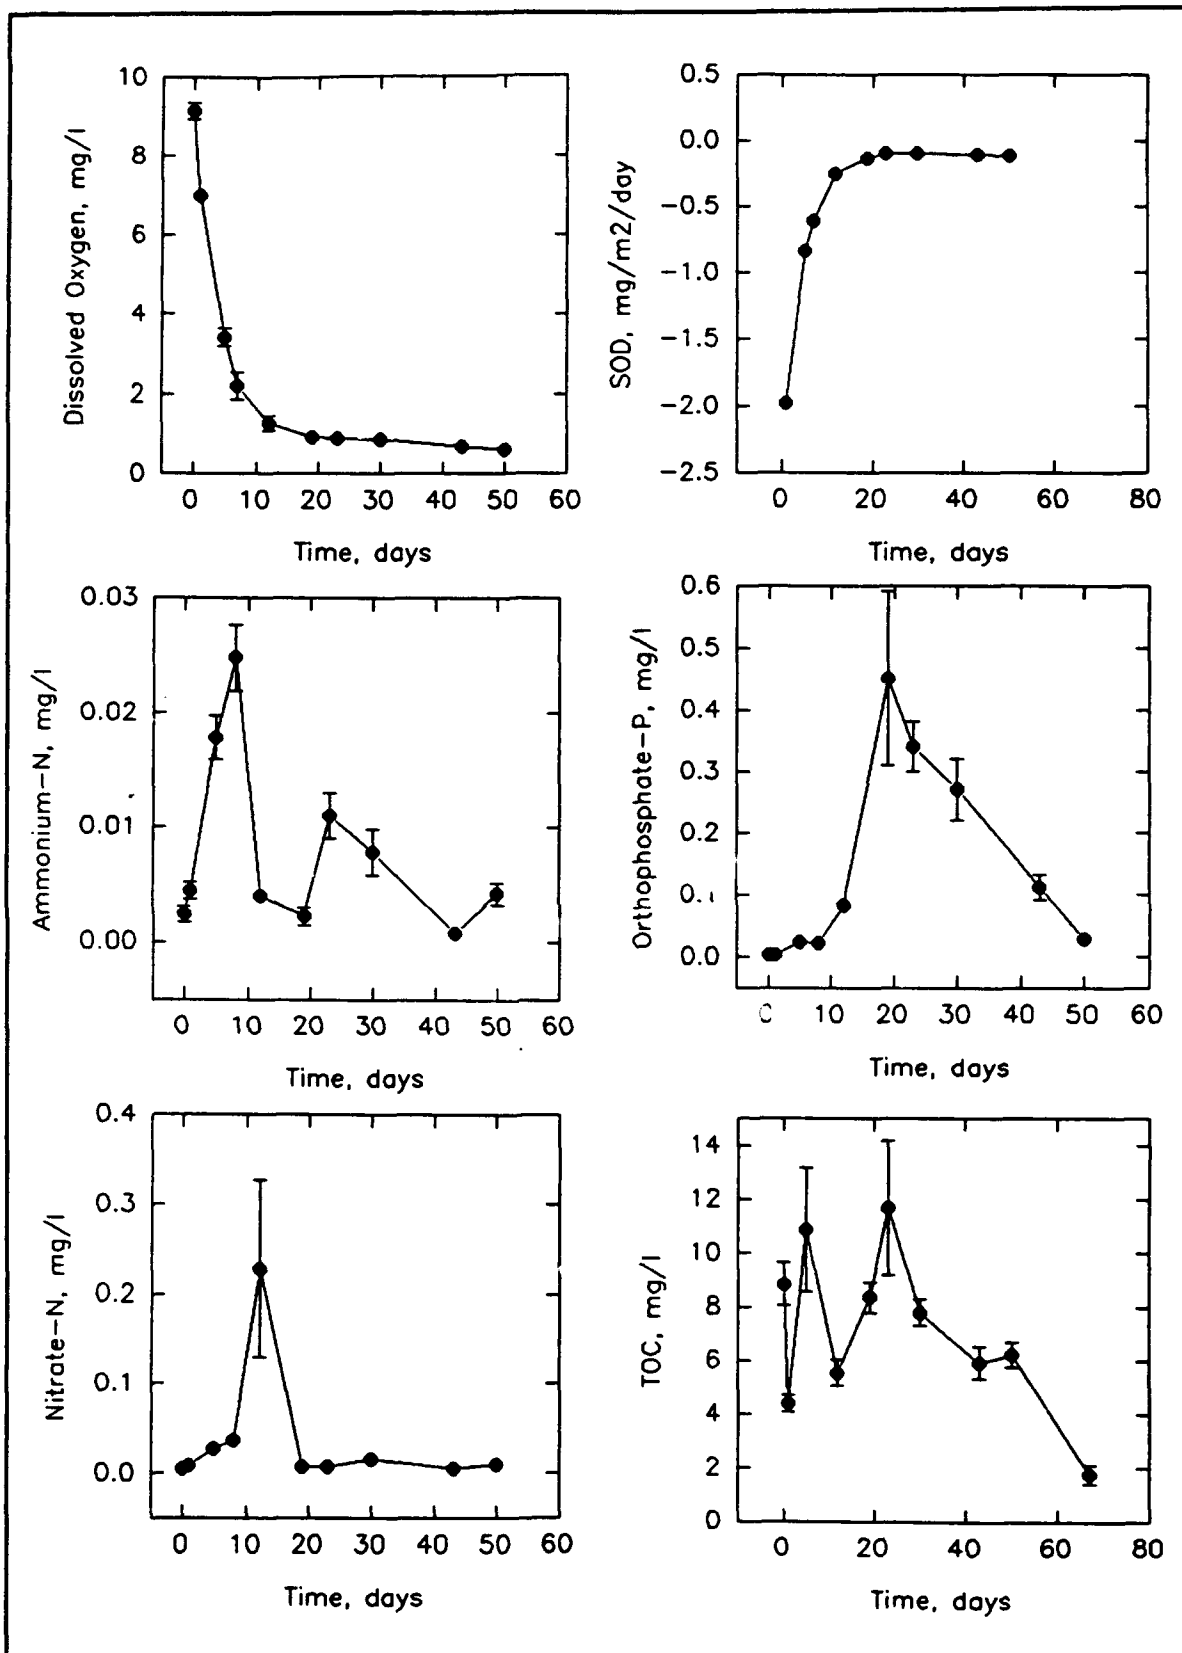 10
8
6
4
2
0
Dissolved Oxygen, mg/l
0 10 20 30 40 50 60
Time, days
0.5
0.0
−0.5
−1.0
−1.5
−2.0
−2.5
SOD, mg/m2/day
0 20 40 60 80
Time, days
0.03
0.02
0.01
0.00
Ammonium−N, mg/l
0 10 20 30 40 50 60
Time, days
0.6
0.5
0.4
0.3
0.2
0.1
0.0
Orthophosphate−P, mg/l
0 10 20 30 40 50 60
Time, days
0.4
0.3
0.2
0.1
0.0
Nitrate−N, mg/l
0 10 20 30 40 50 60
Time, days
14
12
10
8
6
4
2
0
TOC, mg/l
0 20 40 60 80
Time, days